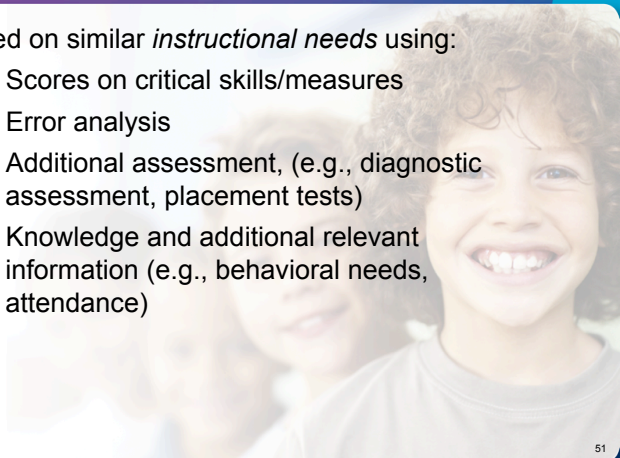 ed on similar instructional needs using:
Scores on critical skills/measures
Error analysis
Additional assessment, (e.g., diagnostic
assessment, placement tests)
Knowledge and additional relevant
information (e.g., behavioral needs,
attendance)
51